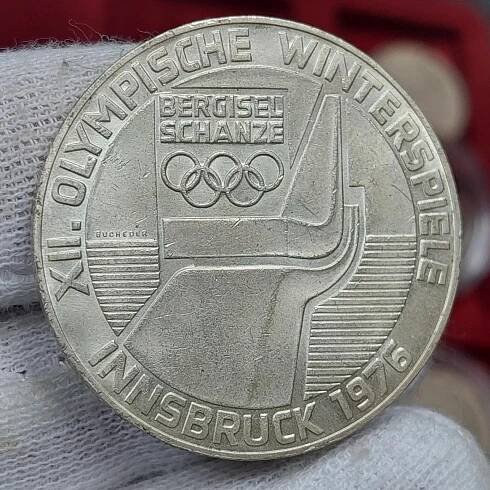 XII. OLYMPISCHE WINTERSPIELE
BERGISEL
SCHANZE
BUCHEDER
INNSBRUCK 1976